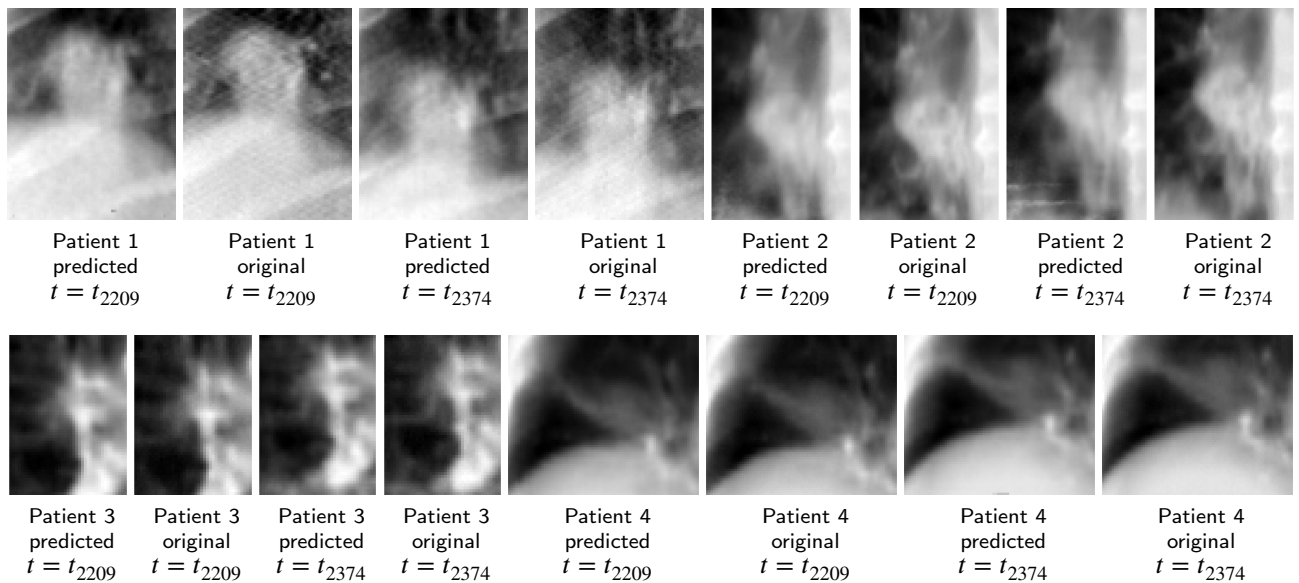 Patient 1 Patient 1 Patient 1 Patient 1 Patient 2 Patient 2 Patient 2 Patient 2
predicted original predicted original predicted original predicted original
t = t₂₂₀₉ t = t₂₂₀₉ t = t₂₃₇₄ t = t₂₃₇₄ t = t₂₂₀₉ t = t₂₂₀₉ t = t₂₃₇₄ t = t₂₃₇₄
Patient 3 Patient 3 Patient 3 Patient 3 Patient 4 Patient 4 Patient 4 Patient 4
predicted original predicted original predicted original predicted original
t = t₂₂₀₉ t = t₂₂₀₉ t = t₂₃₇₄ t = t₂₃₇₄ t = t₂₂₀₉ t = t₂₂₀₉ t = t₂₃₇₄ t = t₂₃₇₄